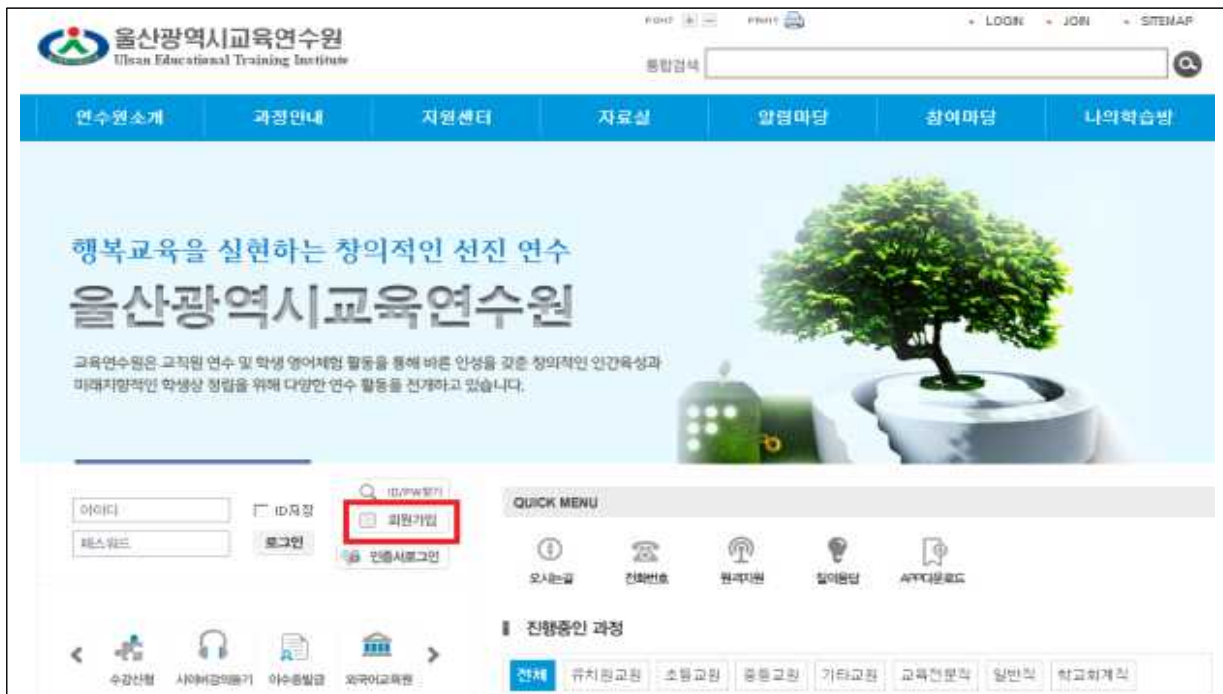 울산광역시교육연수원
Ulsan Educational Training Institute
FONT PRINT
LOGIN JOIN SITEMAP
통합검색
연수원소개 과정안내 지원센터 자료실 알림마당 참여마당 나의학습방
행복교육을 실현하는 창의적인 선진 연수
울산광역시교육연수원
교육연수원은 교직원 연수 및 학생 영어체험 활동을 통해 바른 인성을 갖춘 창의적인 인간육성과
미래지향적인 학생상 정립을 위해 다양한 연수 활동을 전개하고 있습니다.
아이디 ID저장 ID/PW찾기
회원가입
패스워드 로그인 인증서로그인
수강신청 사이버강의듣기 이수증발급 외국어교육원
QUICK MENU
오시는길 전화번호 원격지원 질의응답 APP다운로드
진행중인 과정
전체 유치원교원 초등교원 중등교원 기타교원 교육전문직 일반직 학교회계직